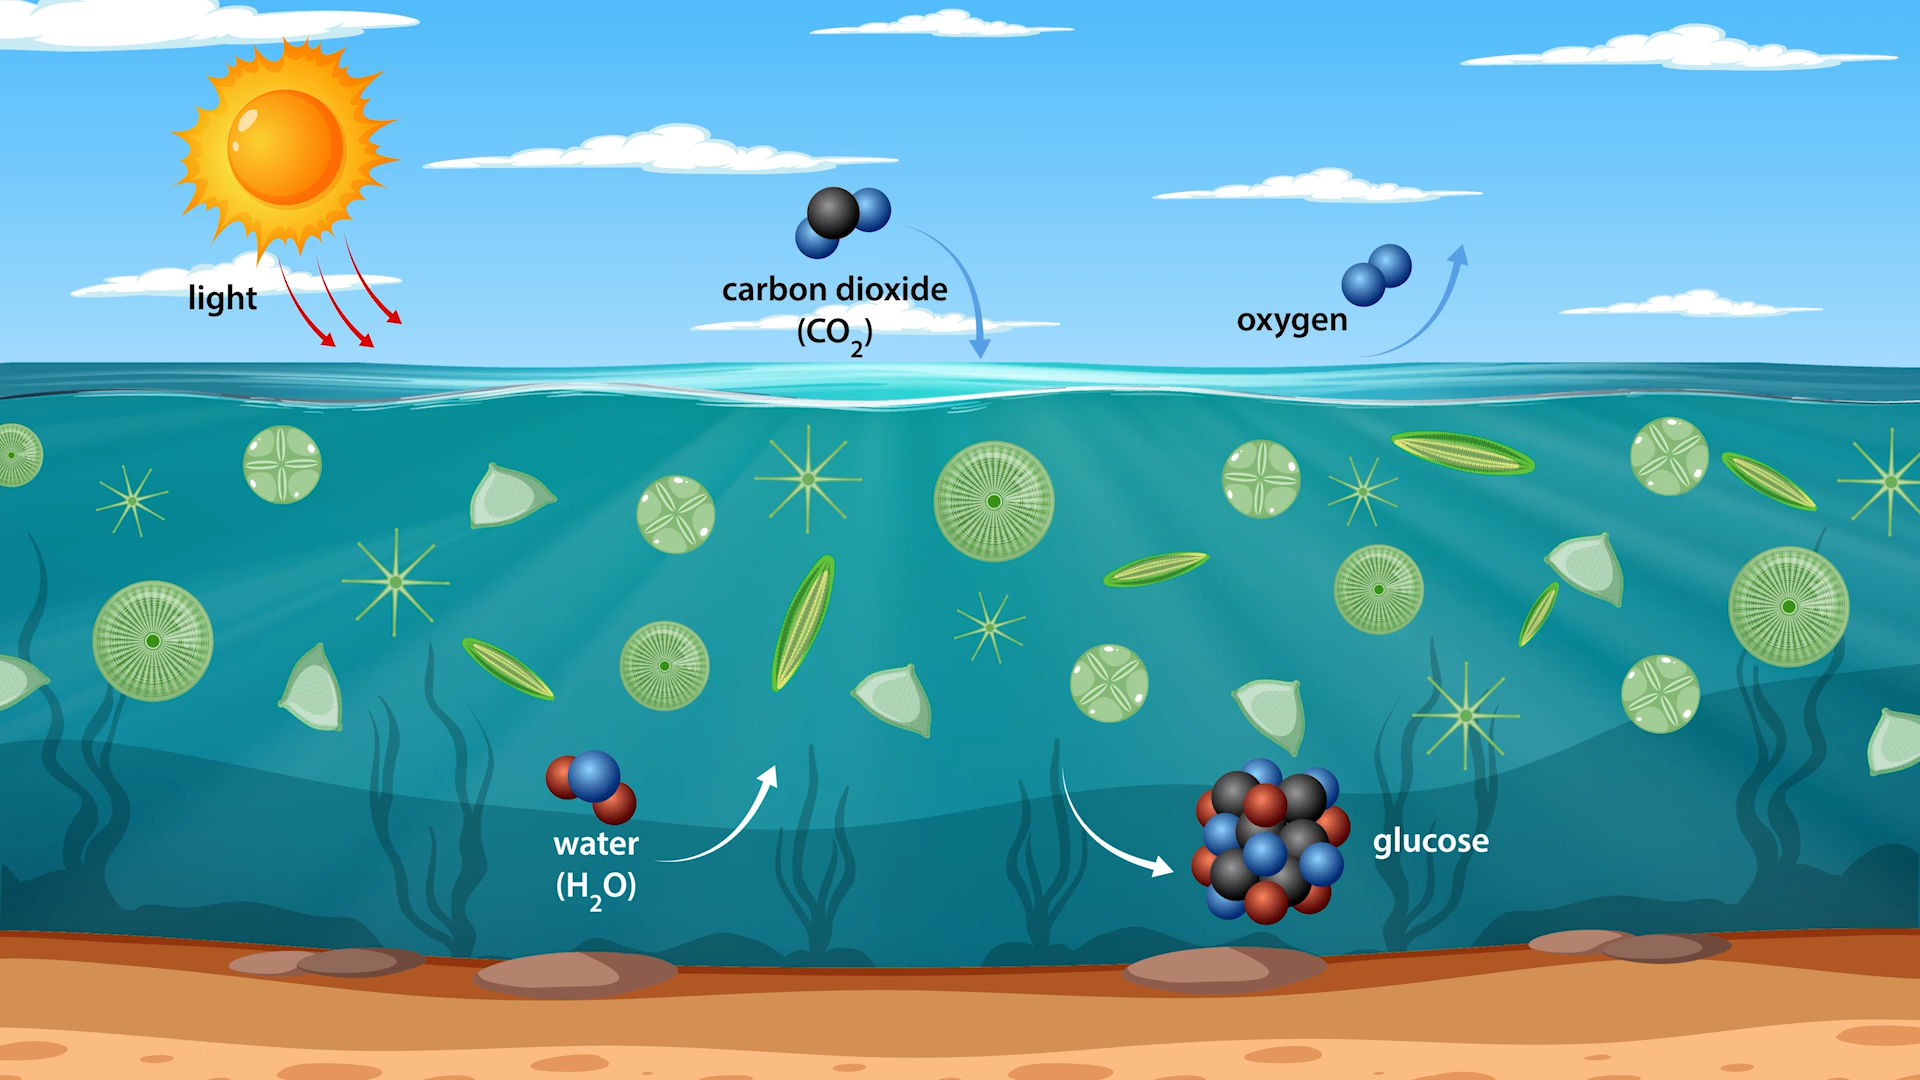 light
carbon dioxide
(CO₂)
oxygen
water
(H₂O)
glucose